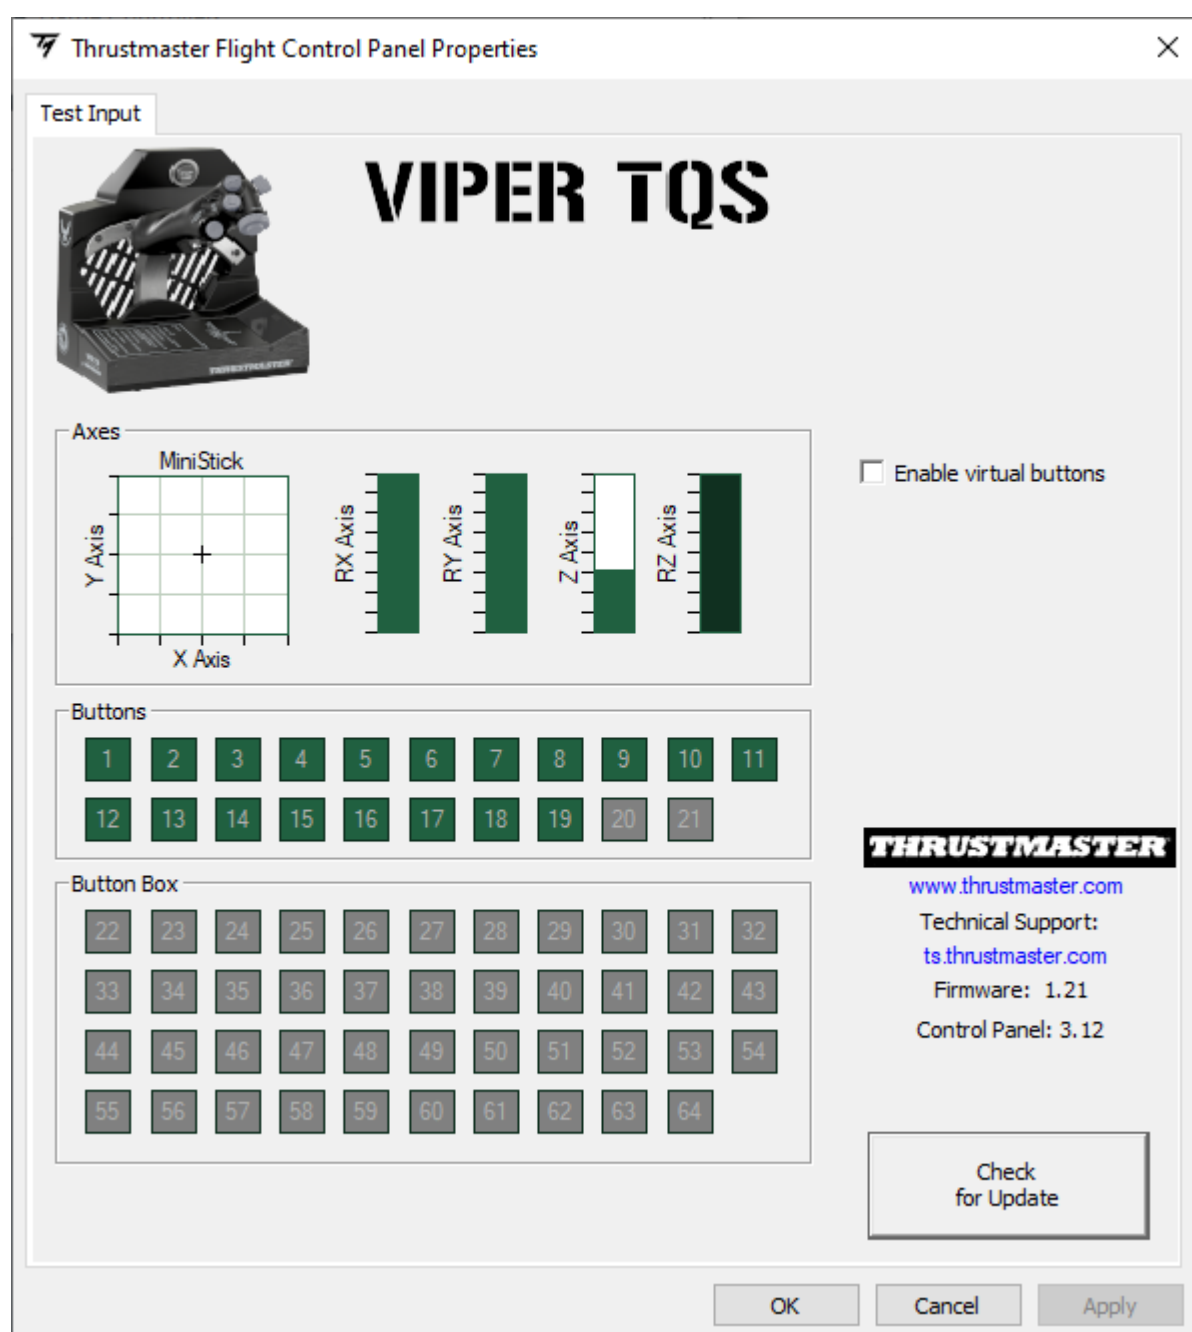 Thrustmaster Flight Control Panel Properties
Test Input
VIPER TQS
THRUSTMASTER
Axes
MiniStick
Y Axis
X Axis
RX Axis
RY Axis
Z Axis
RZ Axis
Enable virtual buttons
Buttons
1 2 3 4 5 6 7 8 9 10 11
12 13 14 15 16 17 18 19 20 21
Button Box
22 23 24 25 26 27 28 29 30 31 32
33 34 35 36 37 38 39 40 41 42 43
44 45 46 47 48 49 50 51 52 53 54
55 56 57 58 59 60 61 62 63 64
THRUSTMASTER
www.thrustmaster.com
Technical Support:
ts.thrustmaster.com
Firmware: 1.21
Control Panel: 3.12
Check
for Update
OK
Cancel
Apply